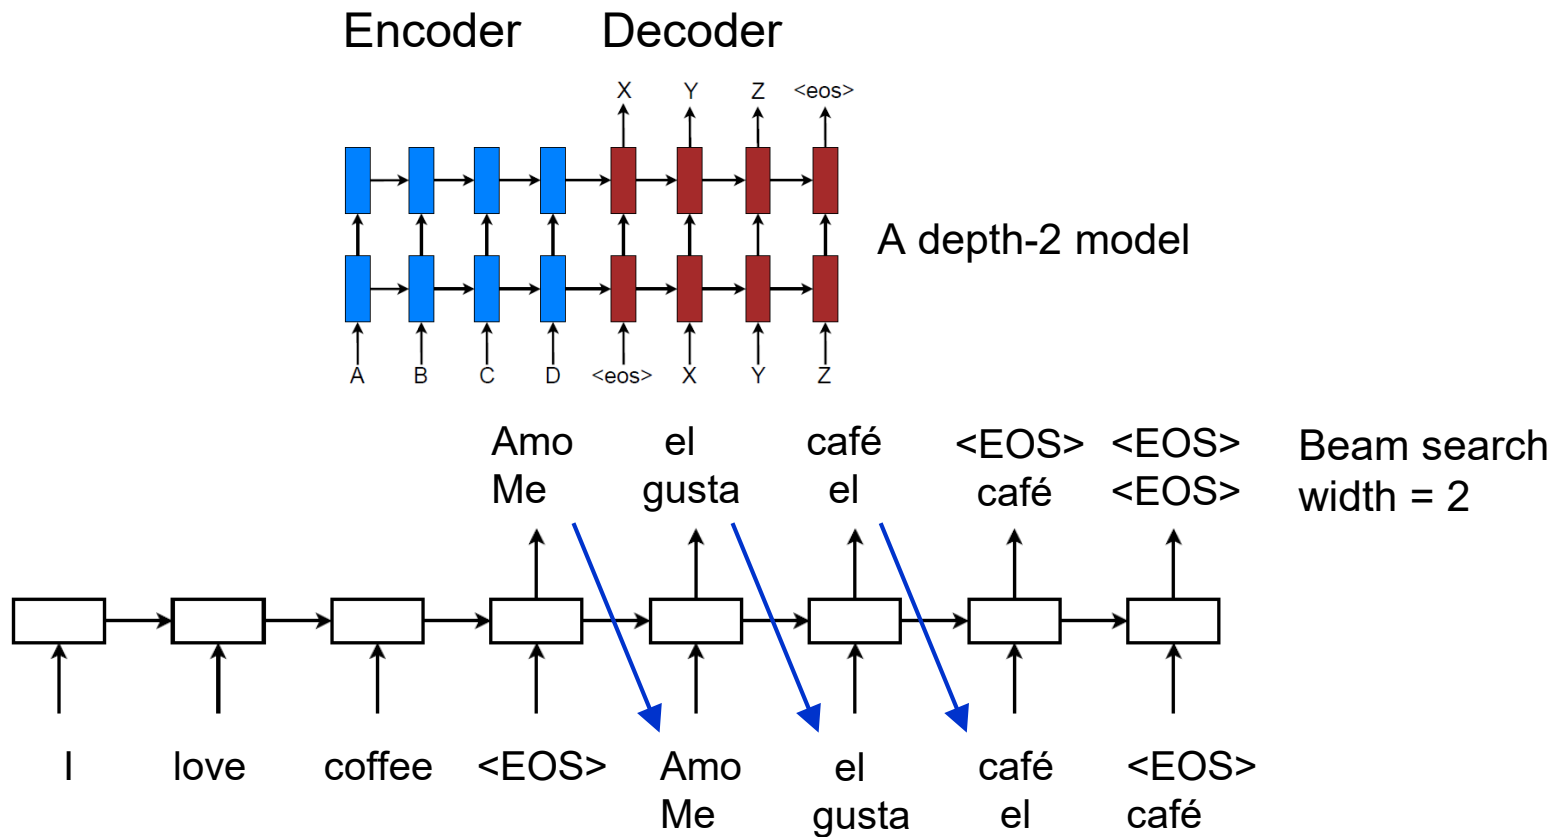 Encoder Decoder
X Y Z <eos>
A depth-2 model
A B C D <eos> X Y Z
Amo el café <EOS> <EOS>
Me gusta el café <EOS>
Beam search
width = 2
I love coffee <EOS> Amo el café <EOS>
Me gusta el café